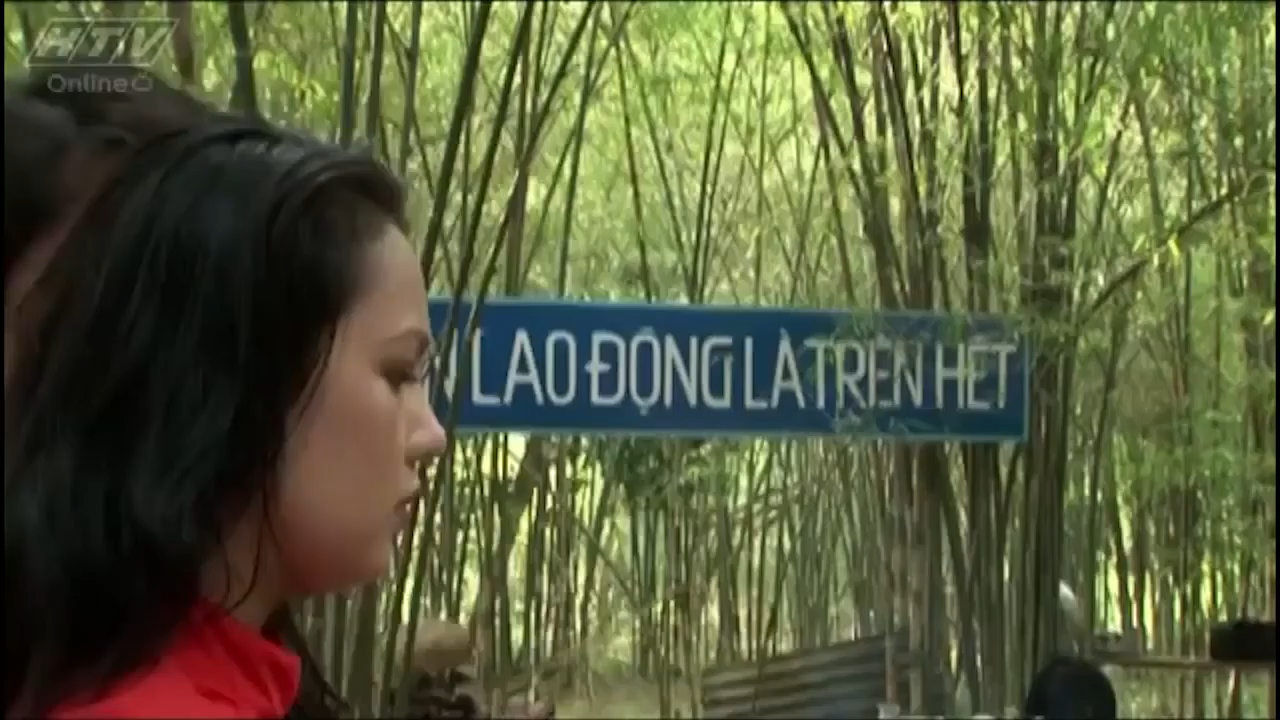 HTV
Online
LAO ĐỘNG LÀ TRÊN HẾT